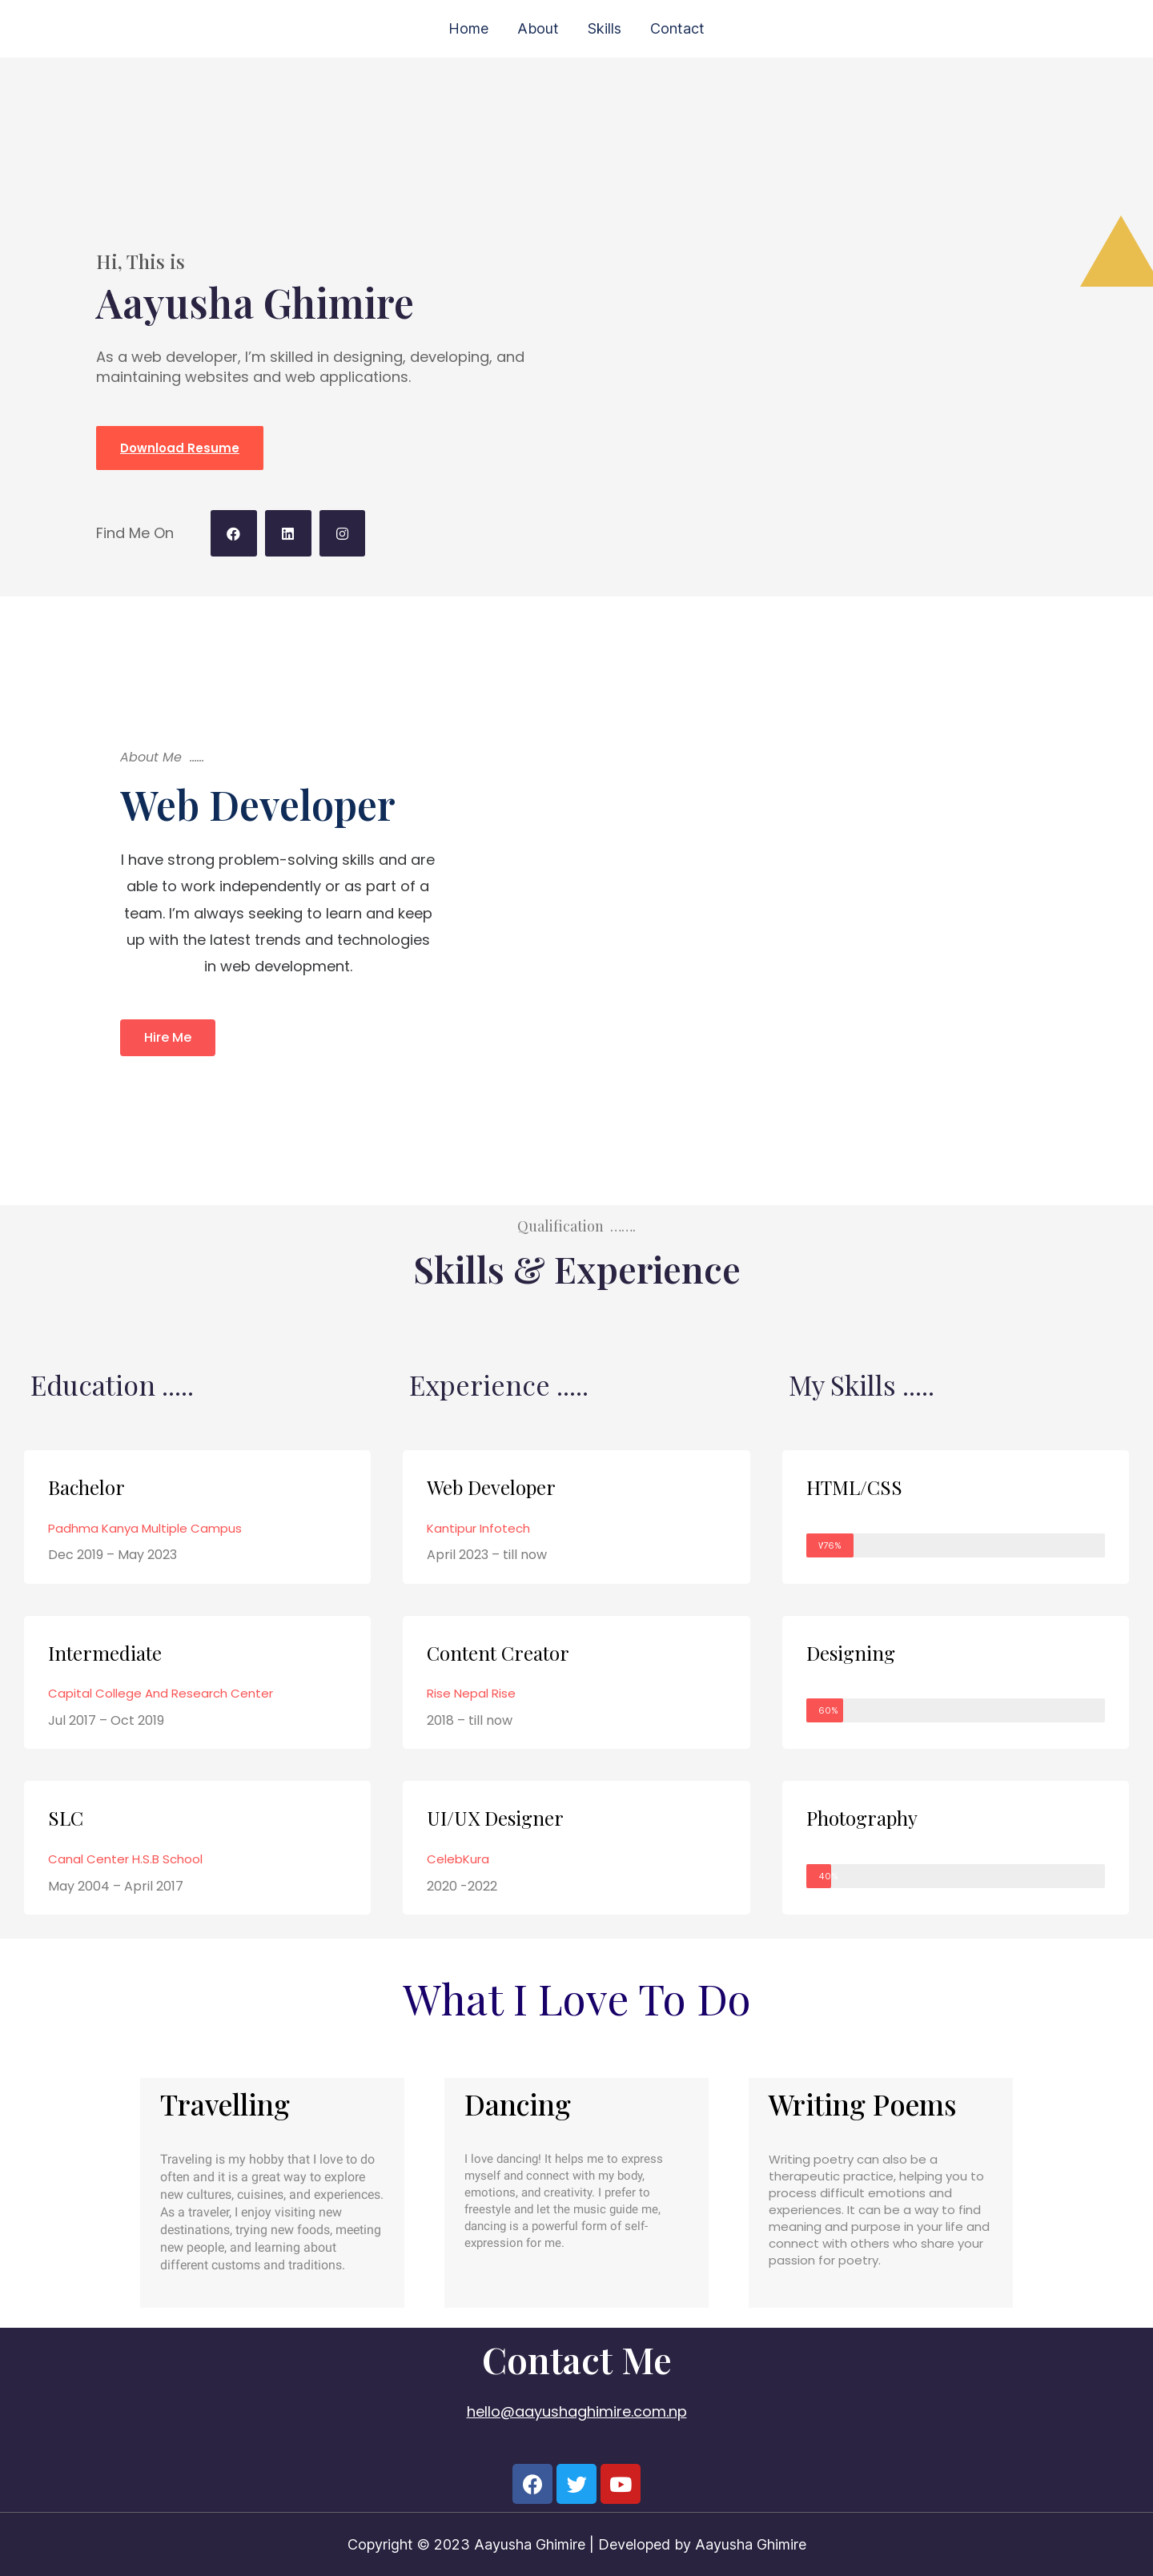 Home About Skills Contact
Hi, This is
Aayusha Ghimire
As a web developer, I’m skilled in designing, developing, and
maintaining websites and web applications.
Download Resume
Find Me On
About Me ......
Web Developer
I have strong problem-solving skills and are
able to work independently or as part of a
team. I’m always seeking to learn and keep
up with the latest trends and technologies
in web development.
Hire Me
Qualification …….
Skills & Experience
Education .....
Bachelor
Padhma Kanya Multiple Campus
Dec 2019 – May 2023
Intermediate
Capital College And Research Center
Jul 2017 – Oct 2019
SLC
Canal Center H.S.B School
May 2004 – April 2017
Experience .....
Web Developer
Kantipur Infotech
April 2023 – till now
Content Creator
Rise Nepal Rise
2018 – till now
UI/UX Designer
CelebKura
2020 -2022
My Skills .....
HTML/CSS
76%
Designing
60%
Photography
40
What I Love To Do
Travelling
Traveling is my hobby that I love to do
often and it is a great way to explore
new cultures, cuisines, and experiences.
As a traveler, I enjoy visiting new
destinations, trying new foods, meeting
new people, and learning about
different customs and traditions.
Dancing
I love dancing! It helps me to express
myself and connect with my body,
emotions, and creativity. I prefer to
freestyle and let the music guide me,
dancing is a powerful form of self-
expression for me.
Writing Poems
Writing poetry can also be a
therapeutic practice, helping you to
process difficult emotions and
experiences. It can be a way to find
meaning and purpose in your life and
connect with others who share your
passion for poetry.
Contact Me
hello@aayushaghimire.com.np
Copyright © 2023 Aayusha Ghimire | Developed by Aayusha Ghimire